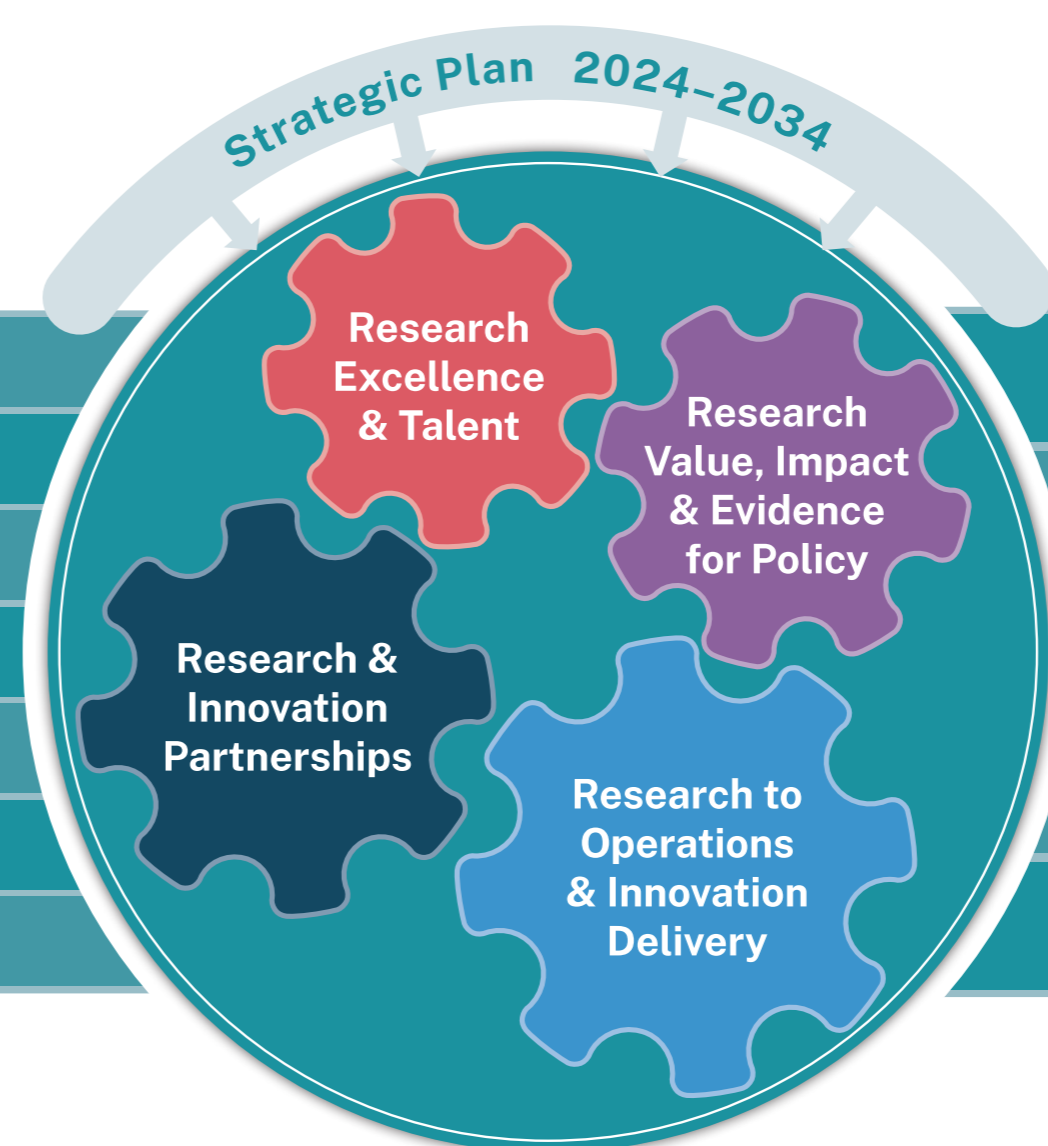 Strategic Plan 2024–2034
Research
Excellence
& Talent
Research
Value, Impact
& Evidence
for Policy
Research &
Innovation
Partnerships
Research to
Operations
& Innovation
Delivery